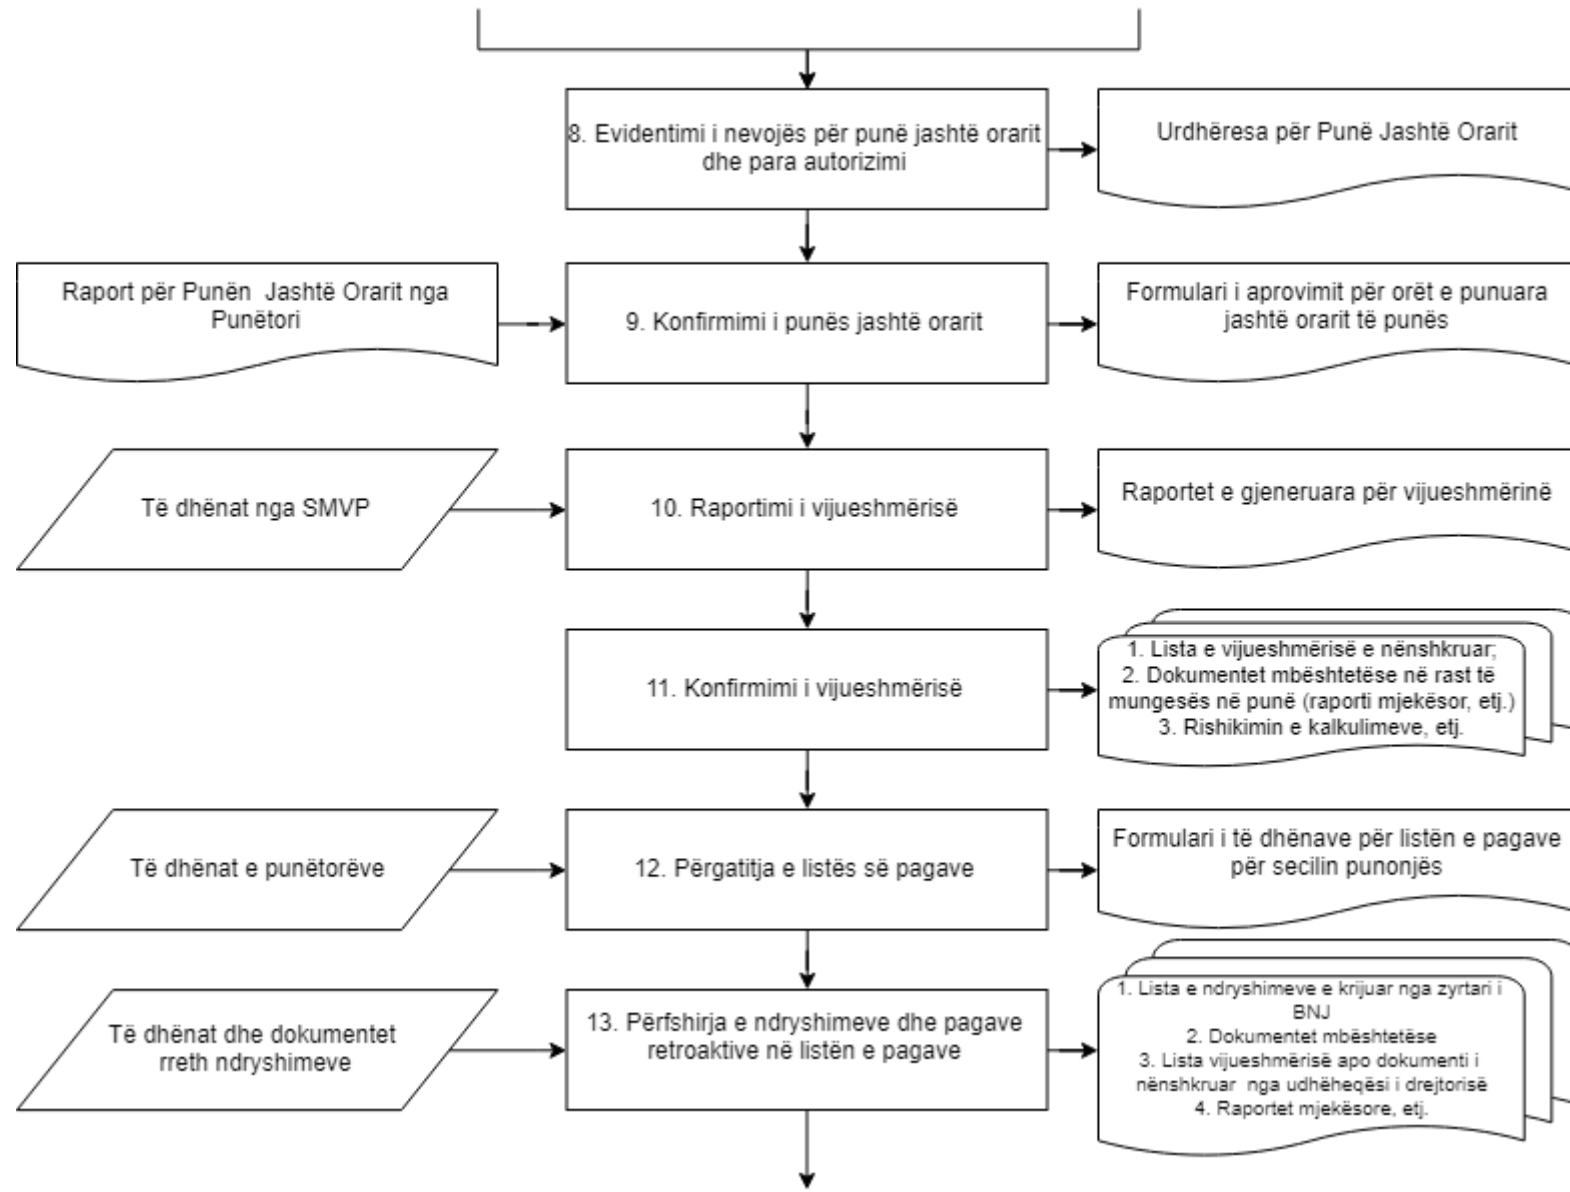 8. Evidentimi i nevojës për punë jashtë orarit
dhe para autorizimi
Urdhëresa për Punë Jashtë Orarit
Raport për Punën Jashtë Orarit nga
Punëtori
9. Konfirmimi i punës jashtë orarit
Formulari i aprovimit për orët e punuara
jashtë orarit të punës
Të dhënat nga SMVP
10. Raportimi i vijueshmërisë
Raportet e gjeneruara për vijueshmërinë
11. Konfirmimi i vijueshmërisë
1. Lista e vijueshmërisë e nënshkruar;
2. Dokumentet mbështetëse në rast të
mungesës në punë (raporti mjekësor, etj.)
3. Rishikimin e kalkulimeve, etj.
Të dhënat e punëtorëve
12. Përgatitja e listës së pagave
Formulari i të dhënave për listën e pagave
për secilin punonjës
Të dhënat dhe dokumentet
rreth ndryshimeve
13. Përfshirja e ndryshimeve dhe pagave
retroaktive në listën e pagave
1. Lista e ndryshimeve e krijuar nga zyrtari i
BNJ
2. Dokumentet mbështetëse
3. Lista vijueshmërisë apo dokumenti i
nënshkruar nga udhëheqësi i drejtorisë
4. Raportet mjekësore, etj.